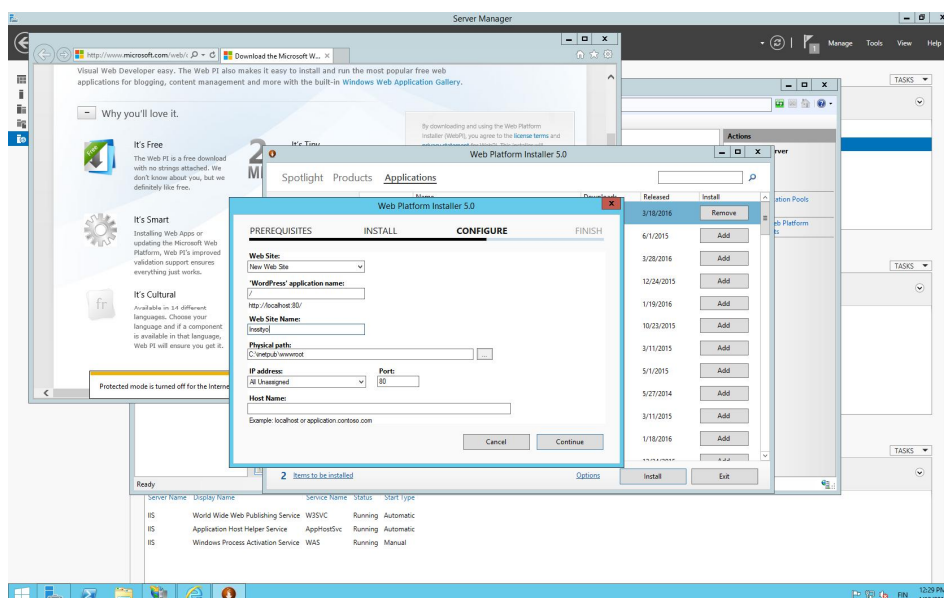 Server Manager
Manage Tools View Help
http://www.microsoft.com/web/
Download the Microsoft W...
Visual Web Developer easy. The Web PI also makes it easy to install and run the most popular free web
applications for blogging, content management and more with the built-in Windows Web Application Gallery.
Why you'll love it.
It's Free
The Web PI is a free download
with no strings attached. We
don't know about you, but we
definitely like free.
It's Smart
Installing Web Apps or
updating the Microsoft Web
Platform, Web PI's improved
validation support ensures
everything just works.
It's Cultural
Available in 14 different
languages. Choose your
language and if a component
is available in that language,
Web PI will ensure you get it.
fr
Free
2
It's Tiny
By downloading and using the Web Platform
Installer (WebPI), you agree to the license terms and
Protected mode is turned off for the Interne
Web Platform Installer 5.0
Spotlight Products Applications
Name Downloads Released Install
3/18/2016 Remove
6/1/2015 Add
3/28/2016 Add
12/24/2015 Add
1/19/2016 Add
10/23/2015 Add
3/11/2015 Add
5/1/2015 Add
5/27/2014 Add
3/11/2015 Add
1/18/2016 Add
2 Items to be installed Options Install Exit
Web Platform Installer 5.0
PREREQUISITES INSTALL CONFIGURE FINISH
Web Site:
New Web Site
'WordPress' application name:
/
http://localhost:80/
Web Site Name:
Physical path:
C:\inetpub\wwwroot
IP address: Port:
All Unassigned 80
Host Name:
Example: localhost or application.contoso.com
Cancel Continue
Actions
rver
ation Pools
eb Platform
ts
TASKS
TASKS
TASKS
Ready
Server Name Display Name Service Name Status Start Type
IIS World Wide Web Publishing Service W3SVC Running Automatic
IIS Application Host Helper Service AppHostSvc Running Automatic
IIS Windows Process Activation Service WAS Running Manual
FIN
12:29 PM